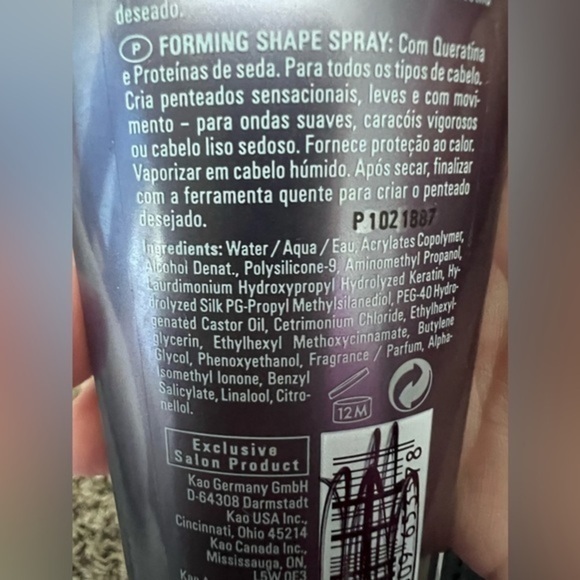 deseado.
P FORMING SHAPE SPRAY: Com Queratina
e Proteínas de seda. Para todos os tipos de cabelo.
Cria penteados sensacionais, leves e com movi-
mento – para ondas suaves, caracóis vigorosos
ou cabelo liso sedoso. Fornece proteção ao calor.
Vaporizar em cabelo húmido. Após secar, finalizar
com a ferramenta quente para criar o penteado
desejado.
P1021887
Ingredients: Water / Aqua / Eau, Acrylates Copolymer,
Alcohol Denat., Polysilicone-9, Aminomethyl Propanol,
Laurdimonium Hydroxypropyl Hydrolyzed Keratin, Hy-
drolyzed Silk PG-Propyl Methylsilanediol, PEG-40 Hydro-
genated Castor Oil, Cetrimonium Chloride, Ethylhexyl-
glycerin, Ethylhexyl Methoxycinnamate, Butylene
Glycol, Phenoxyethanol, Fragrance / Parfum, Alpha-
Isomethyl Ionone, Benzyl
Salicylate, Linalool, Citro-
nellol.
12M
Exclusive
Salon Product
Kao Germany GmbH
D-64308 Darmstadt
Kao USA Inc.,
Cincinnati, Ohio 45214
Kao Canada Inc.,
Mississauga, ON,
L5W 0E3